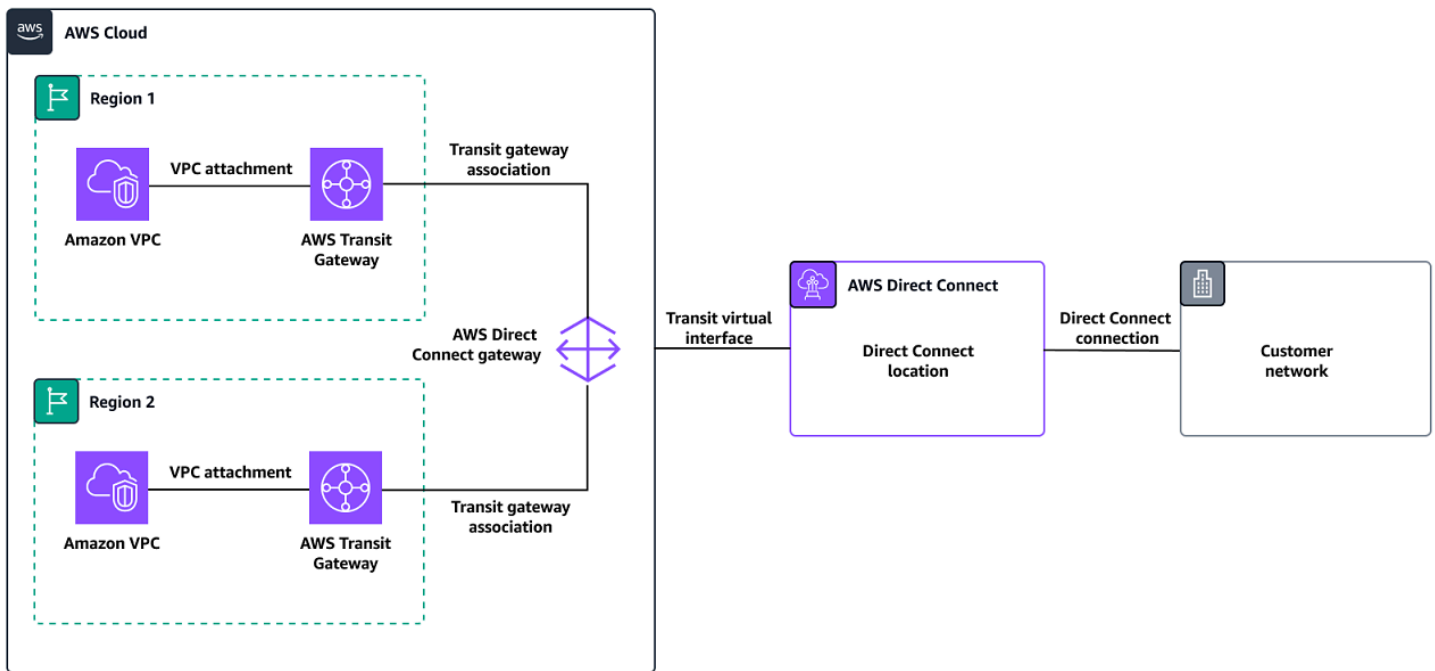 aws
AWS Cloud
Region 1
VPC attachment
Amazon VPC
AWS Transit
Gateway
Transit gateway
association
AWS Direct
Connect gateway
Region 2
VPC attachment
Amazon VPC
AWS Transit
Gateway
Transit gateway
association
Transit virtual
interface
AWS Direct Connect
Direct Connect
location
Direct Connect
connection
Customer
network